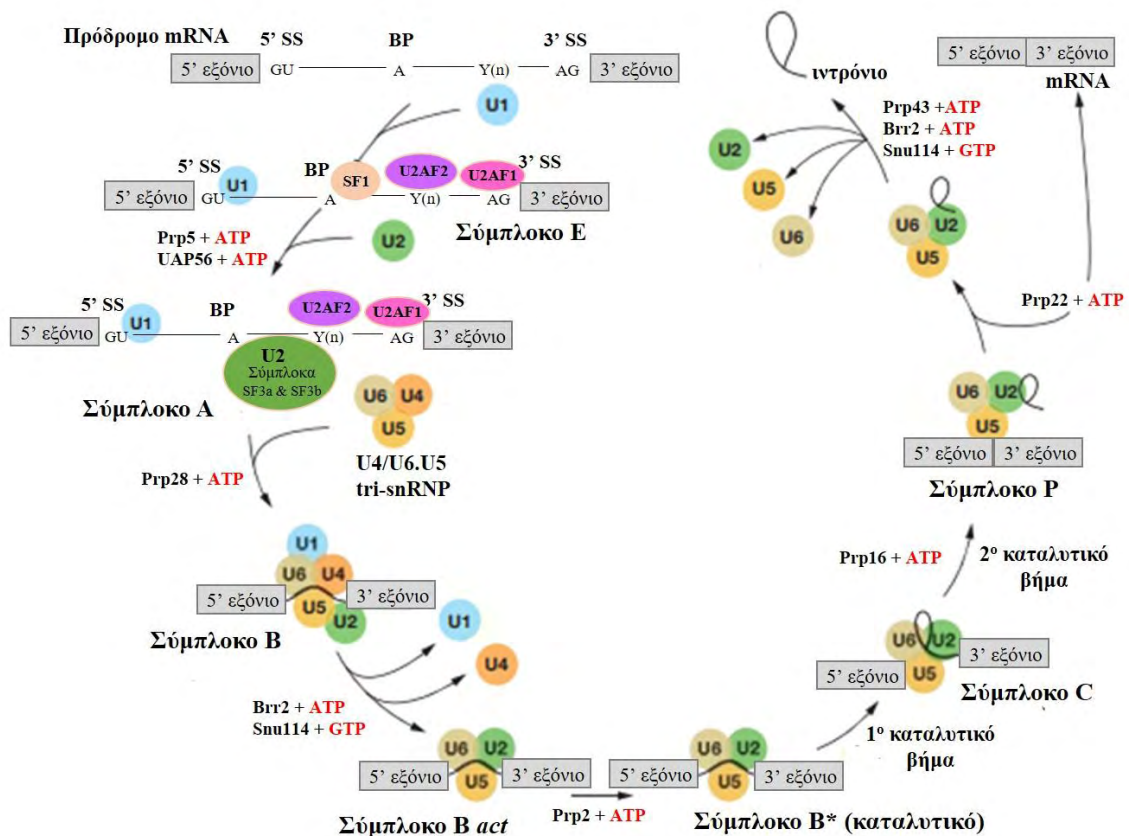 Πρόδρομο mRNA
5’ SS
BP
3’ SS
5’ εξόνιο
GU
A
Y(n)
AG
3’ εξόνιο
U1
5’ SS
U1
BP
SF1
U2AF2
U2AF1
3’ SS
5’ εξόνιο
GU
A
Y(n)
AG
3’ εξόνιο
Σύμπλοκο E
Prp5 + ATP
UAP56 + ATP
U2
5’ SS
U1
BP
U2AF2
U2AF1
3’ SS
5’ εξόνιο
GU
A
Y(n)
AG
3’ εξόνιο
U2
Σύμπλοκα
SF3a & SF3b
Σύμπλοκο A
U6
U4
U5
U4/U6.U5
tri-snRNP
Prp28 + ATP
U1
U6
U4
5’ εξόνιο
3’ εξόνιο
U5
U2
Σύμπλοκο B
U1
U4
Brr2 + ATP
Snu114 + GTP
U6
U2
5’ εξόνιο
3’ εξόνιο
U5
Σύμπλοκο B act
Prp2 + ATP
U6
U2
5’ εξόνιο
3’ εξόνιο
U5
Σύμπλοκο B* (καταλυτικό)
1ο καταλυτικό
βήμα
U6
U2
5’ εξόνιο
3’ εξόνιο
U5
Σύμπλοκο C
Prp16 + ATP
2ο καταλυτικό
βήμα
U6
U2
U5
5’ εξόνιο
3’ εξόνιο
Σύμπλοκο P
Prp22 + ATP
U6
U2
U5
Prp43 +ATP
Brr2 + ATP
Snu114 + GTP
U2
U5
U6
ιντρόνιο
5’ εξόνιο
3’ εξόνιο
mRNA